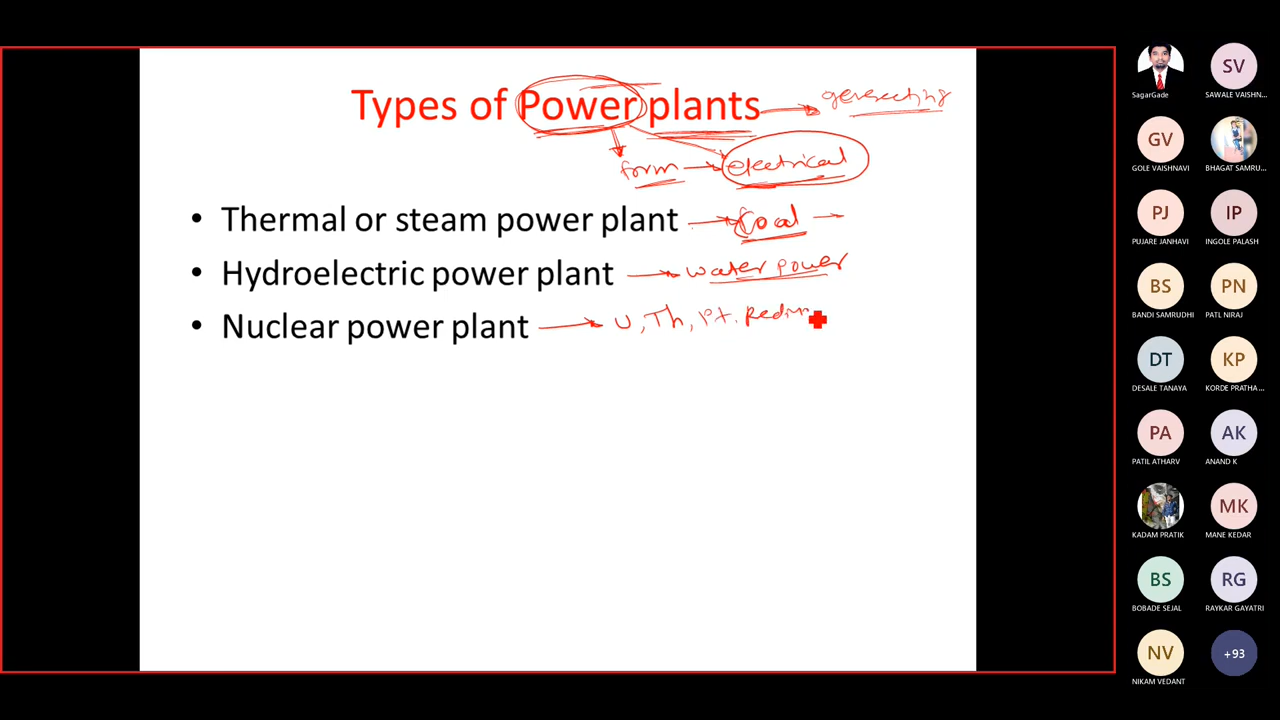 Types of Power plants → generating
form → electrical
• Thermal or steam power plant → Coal →
• Hydroelectric power plant → water power
• Nuclear power plant → U, Th, Pt.
SagarGade
SV
SAWALE VAISHN...
GV
GOLE VAISHNAVI
BHAGAT SAMRU...
PJ
PUJARE JANHAVI
IP
INGOLE PALASH
BS
BANDI SAMRUDHI
PN
PATL NIRAJ
DT
DESALE TANAYA
KP
KORDE PRATHA...
PA
PATIL ATHARV
AK
ANAND K
KADAM PRATIK
MK
MANE KEDAR
BS
BOBADE SEJAL
RG
RAYKAR GAYATRI
NV
NIKAM VEDANT
+93